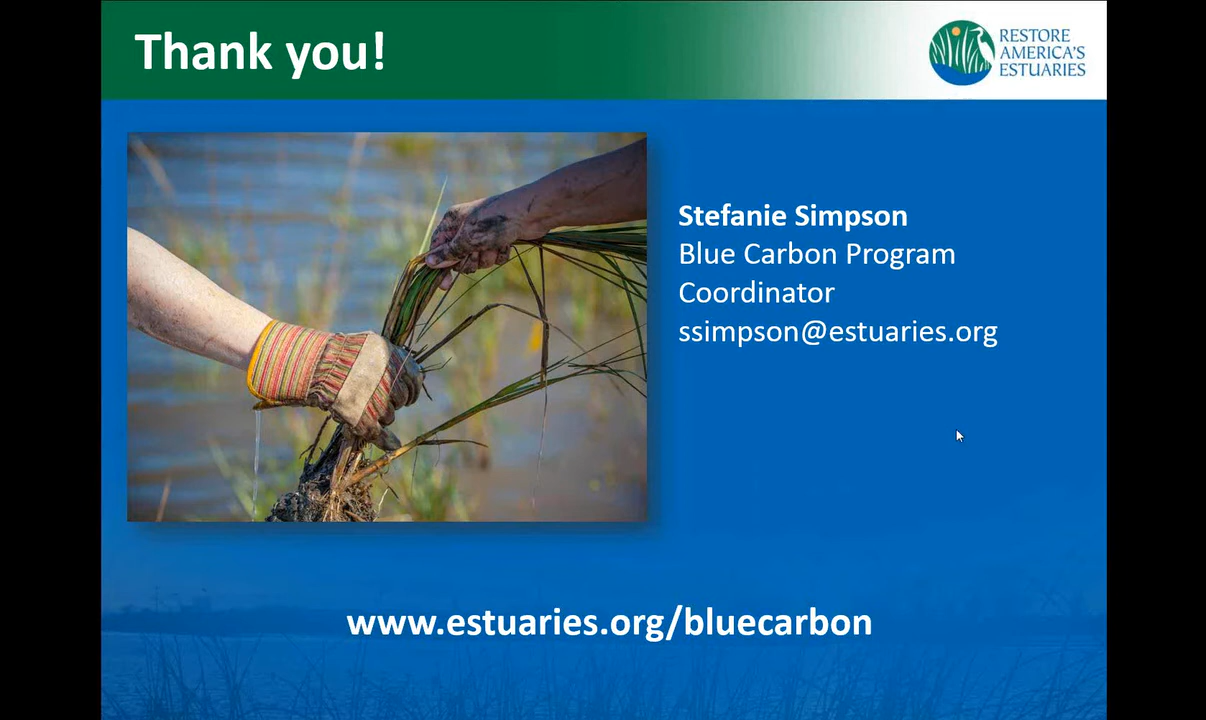 Thank you!
RESTORE
AMERICA'S
ESTUARIES
Stefanie Simpson
Blue Carbon Program
Coordinator
ssimpson@estuaries.org
www.estuaries.org/bluecarbon